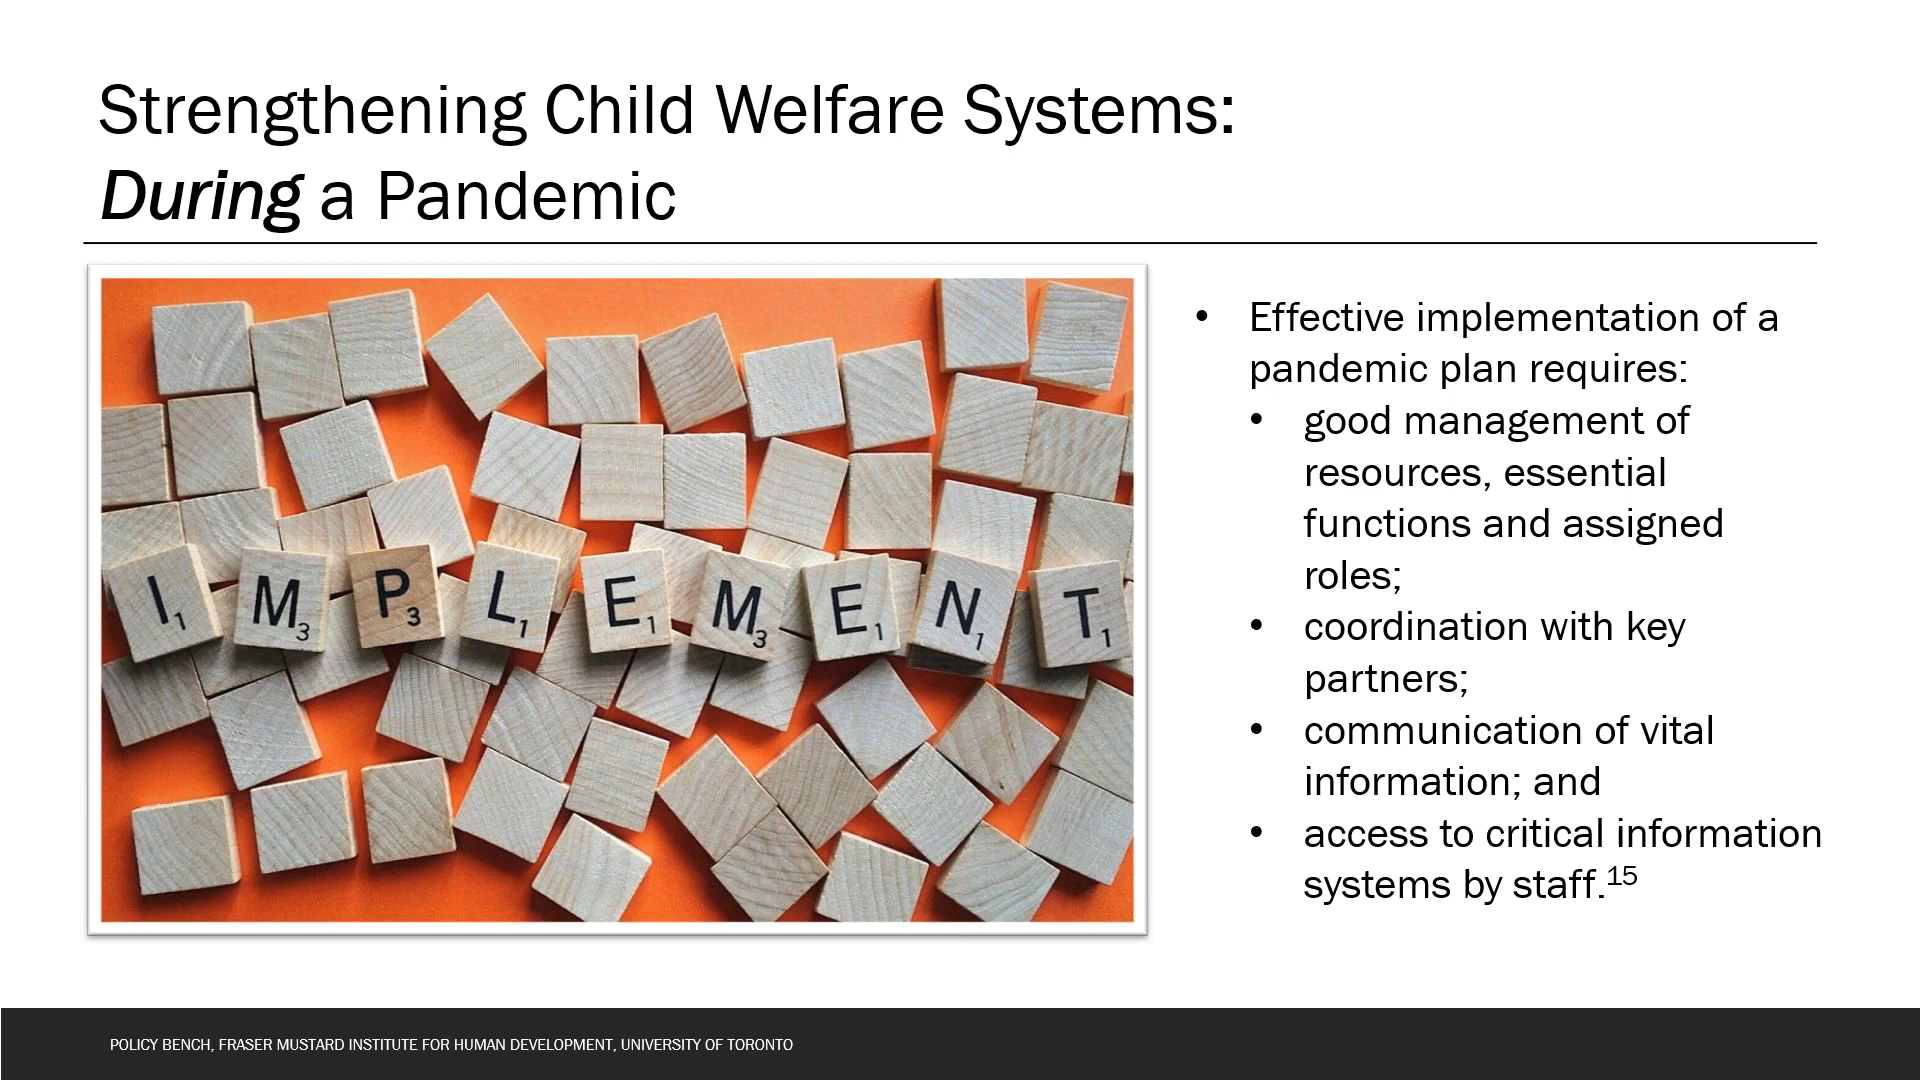 Strengthening Child Welfare Systems:
During a Pandemic
I1 M3 P3 L1 E1 M3 E1 N1 T1
• Effective implementation of a
pandemic plan requires:
• good management of
resources, essential
functions and assigned
roles;
• coordination with key
partners;
• communication of vital
information; and
• access to critical information
systems by staff.15
POLICY BENCH, FRASER MUSTARD INSTITUTE FOR HUMAN DEVELOPMENT, UNIVERSITY OF TORONTO